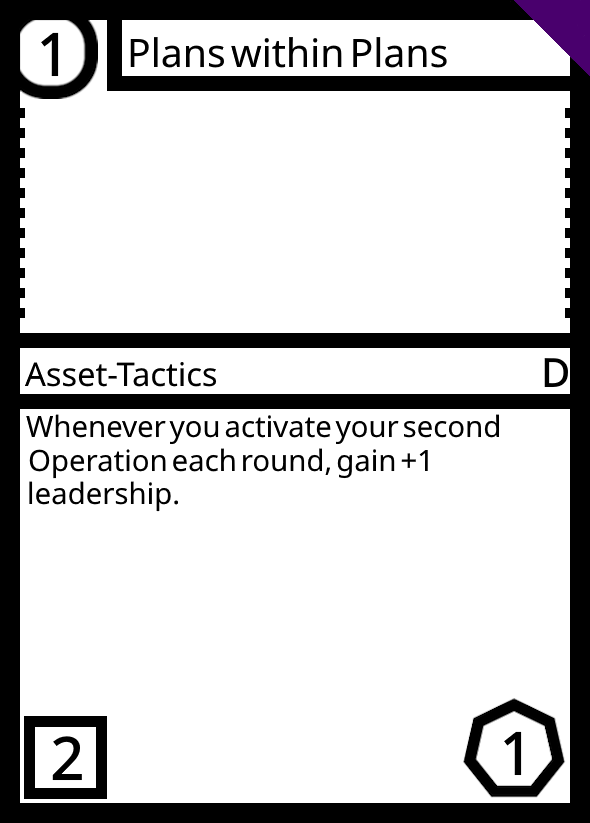 1
Plans within Plans
Asset-Tactics
D
Whenever you activate your second
Operation each round, gain +1
leadership.
2
1